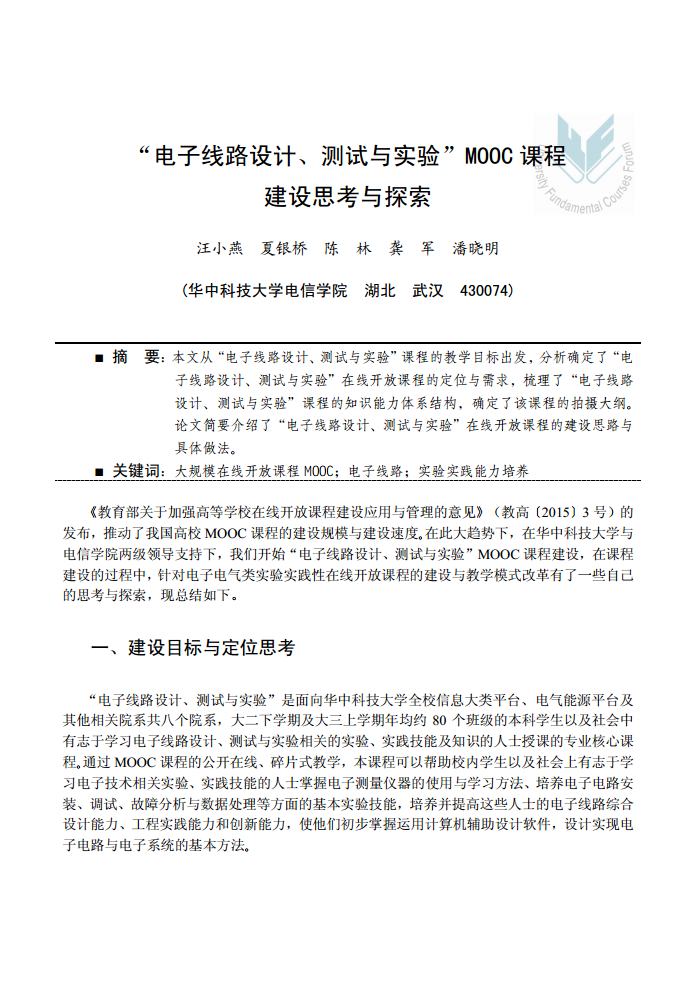 “电子线路设计、测试与实验”MOOC 课程
建设思考与探索
University Fundamental Courses Forum
汪小燕 夏银桥 陈 林 龚 军 潘晓明
(华中科技大学电信学院 湖北 武汉 430074)
■ 摘 要：本文从“电子线路设计、测试与实验”课程的教学目标出发，分析确定了“电
子线路设计、测试与实验”在线开放课程的定位与需求，梳理了“电子线路
设计、测试与实验”课程的知识能力体系结构，确定了该课程的拍摄大纲。
论文简要介绍了“电子线路设计、测试与实验”在线开放课程的建设思路与
具体做法。
■ 关键词：大规模在线开放课程 MOOC；电子线路；实验实践能力培养
《教育部关于加强高等学校在线开放课程建设应用与管理的意见》（教高〔2015〕3 号）的
发布，推动了我国高校 MOOC 课程的建设规模与建设速度。在此大趋势下，在华中科技大学与
电信学院两级领导支持下，我们开始“电子线路设计、测试与实验”MOOC 课程建设，在课程
建设的过程中，针对电子电气类实验实践性在线开放课程的建设与教学模式改革有了一些自己
的思考与探索，现总结如下。
一、建设目标与定位思考
“电子线路设计、测试与实验”是面向华中科技大学全校信息大类平台、电气能源平台及
其他相关院系共八个院系，大二下学期及大三上学期年均约 80 个班级的本科学生以及社会中
有志于学习电子线路设计、测试与实验相关的实验、实践技能及知识的人士授课的专业核心课
程。通过 MOOC 课程的公开在线、碎片式教学，本课程可以帮助校内学生以及社会上有志于学
习电子技术相关实验、实践技能的人士掌握电子测量仪器的使用与学习方法、培养电子电路安
装、调试、故障分析与数据处理等方面的基本实验技能，培养并提高这些人士的电子线路综合
设计能力、工程实践能力和创新能力，使他们初步掌握运用计算机辅助设计软件，设计实现电
子电路与电子系统的基本方法。